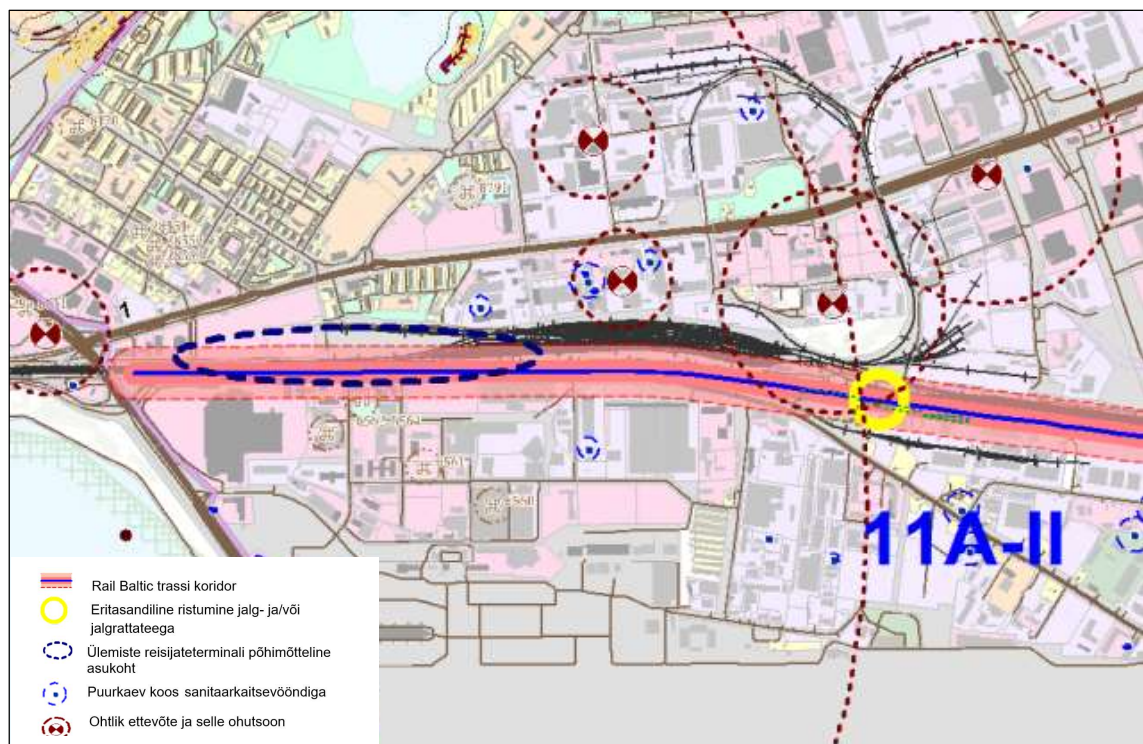 1
11A-II
Rail Baltic trassi koridor
Eritasandiline ristumine jalg- ja/või
jalgrattateega
Ülemiste reisijateterminali põhimõtteline
asukoht
Puurkaev koos sanitaarkaitsevööndiga
Ohtlik ettevõte ja selle ohutsoon